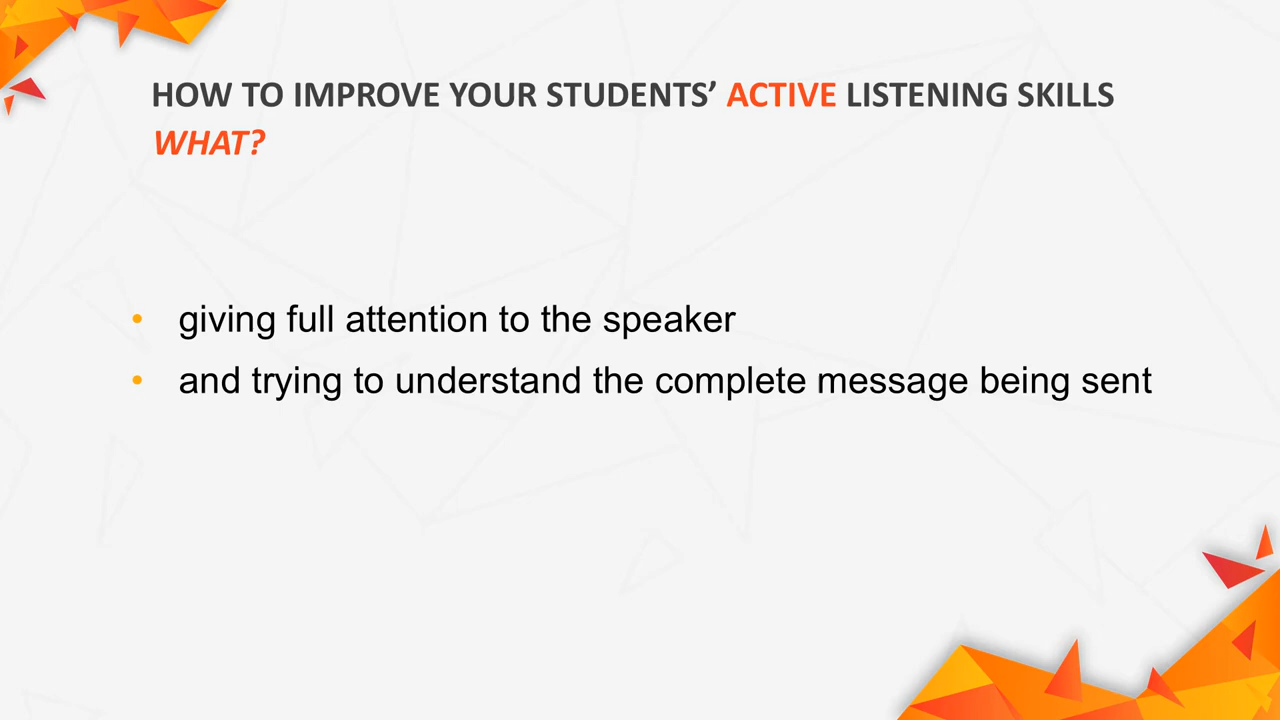 HOW TO IMPROVE YOUR STUDENTS’ ACTIVE LISTENING SKILLS
WHAT?
• giving full attention to the speaker
• and trying to understand the complete message being sent